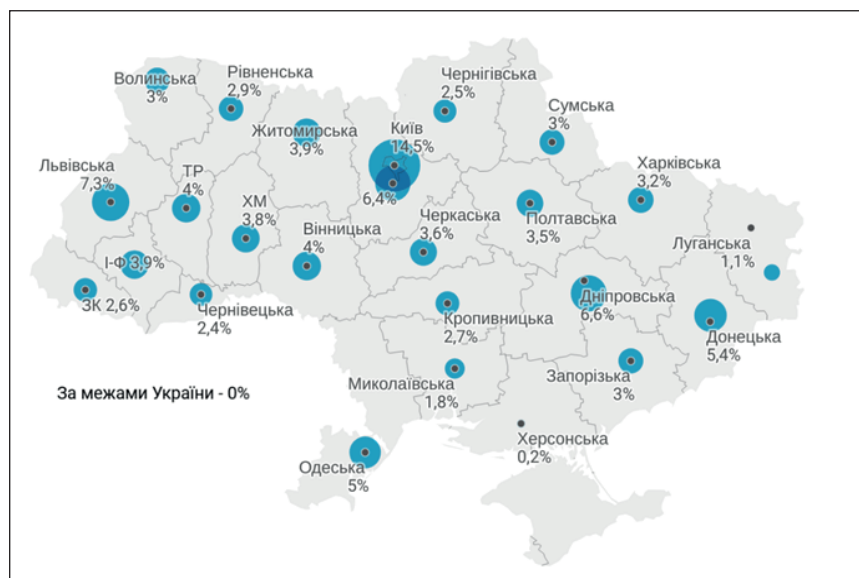 Волинська
3%
Рівненська
2,9%
Чернігівська
2,5%
Житомирська
3,9%
Київ
14,5%
6,4%
Сумська
3%
Львівська
7,3%
ТР
4%
ХМ
3,8%
Вінницька
4%
Черкаська
3,6%
Полтавська
3,5%
Харківська
3,2%
Луганська
1,1%
І-Ф 3,9%
ЗК 2,6%
Чернівецька
2,4%
Кропивницька
2,7%
Дніпровська
6,6%
Донецька
5,4%
Миколаївська
1,8%
Запорізька
3%
За межами України - 0%
Херсонська
0,2%
Одеська
5%